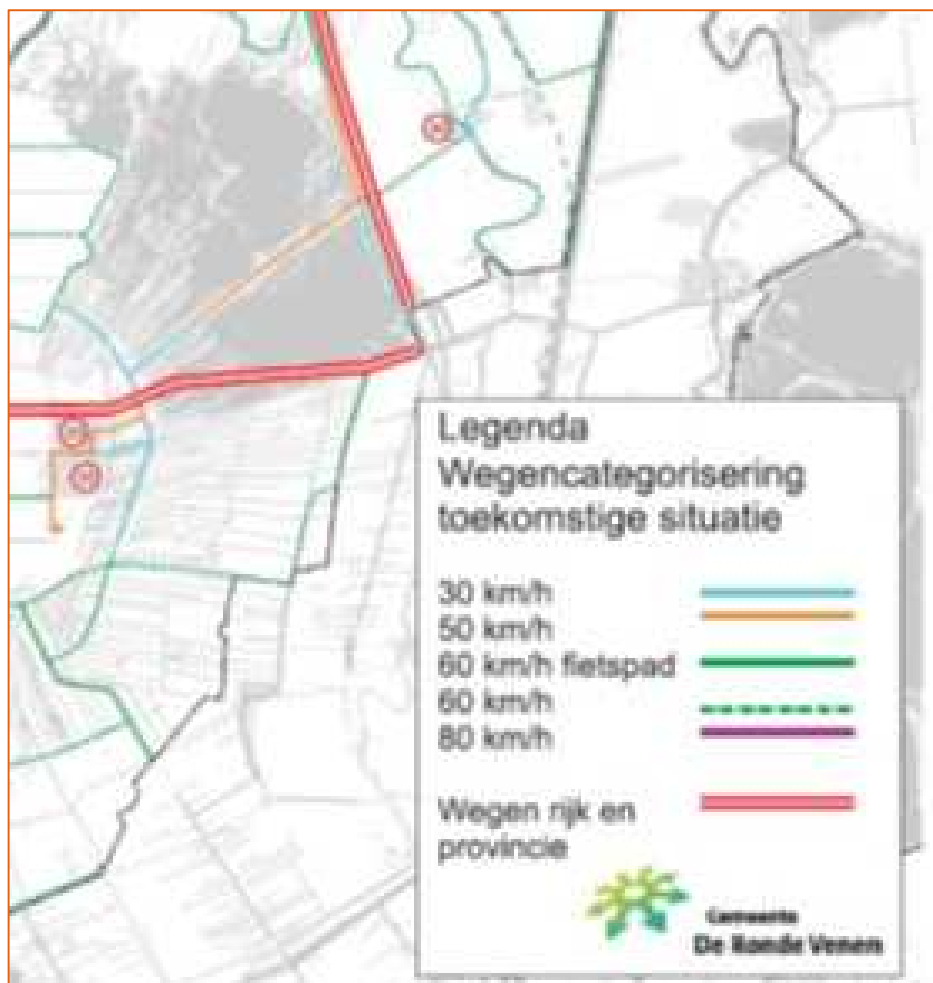 Legenda
Wegencategorisering
toekomstige situatie
30 km/h
50 km/h
60 km/h fietspad
60 km/h
80 km/h
Wegen rijk en
provincie
Gemeente
De Ronde Venen